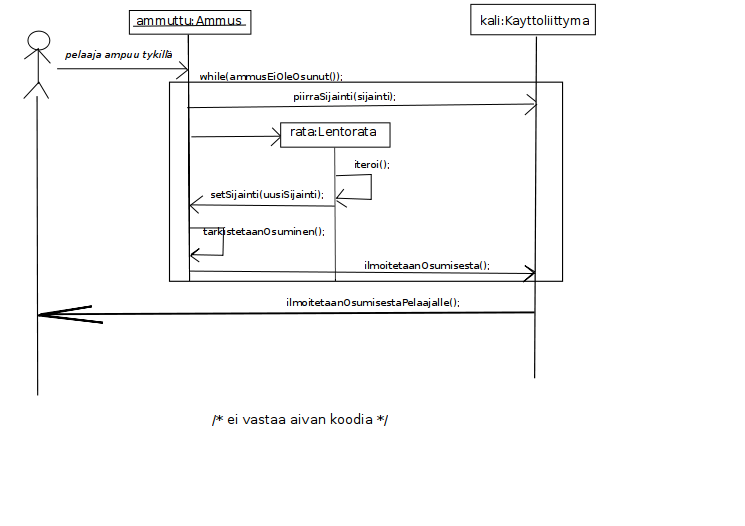 ammuttu:Ammus
kali:Kayttoliittyma
pelaaja ampuu tykillä
while(ammusEiOleOsunut());
piirraSijainti(sijainti);
rata:Lentorata
iteroi();
setSijainti(uusiSijainti);
tarkistetaanOsuminen();
ilmoitetaanOsumisesta();
ilmoitetaanOsumisestaPelaajalle();
/* ei vastaa aivan koodia */